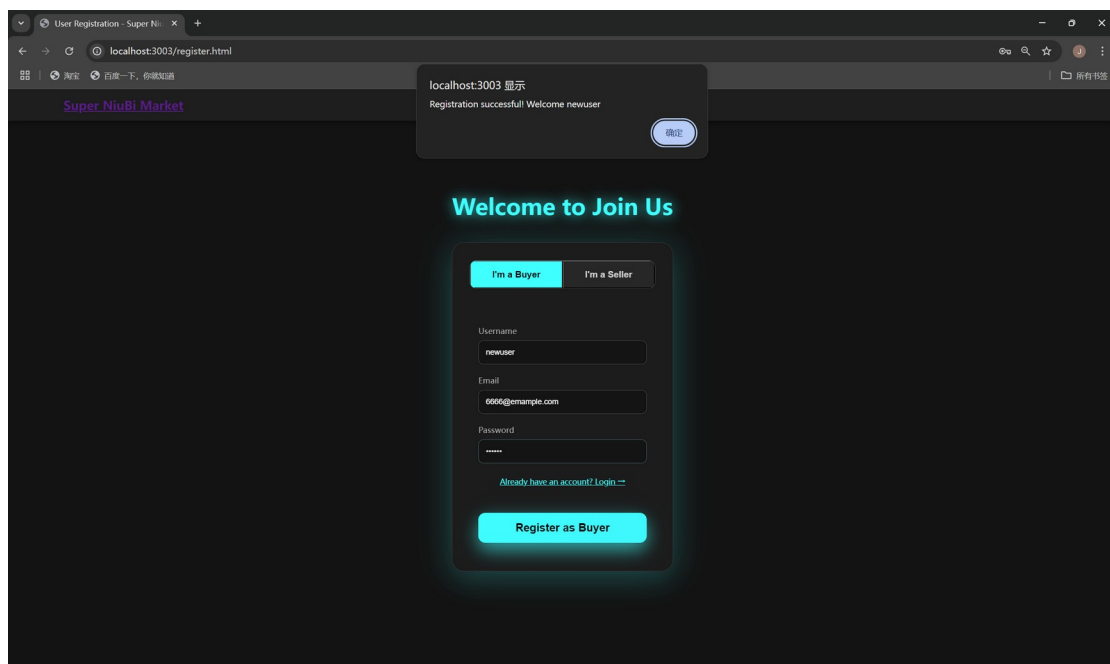 User Registration - Super Ni
localhost:3003/register.html
J
淘宝 百度一下，你就知道 所有书签
localhost:3003 显示
Registration successful! Welcome newuser
确定
Super NiuBi Market
Welcome to Join Us
I'm a Buyer I'm a Seller
Username
newuser
Email
6666@emample.com
Password
Already have an account? Login →
Register as Buyer